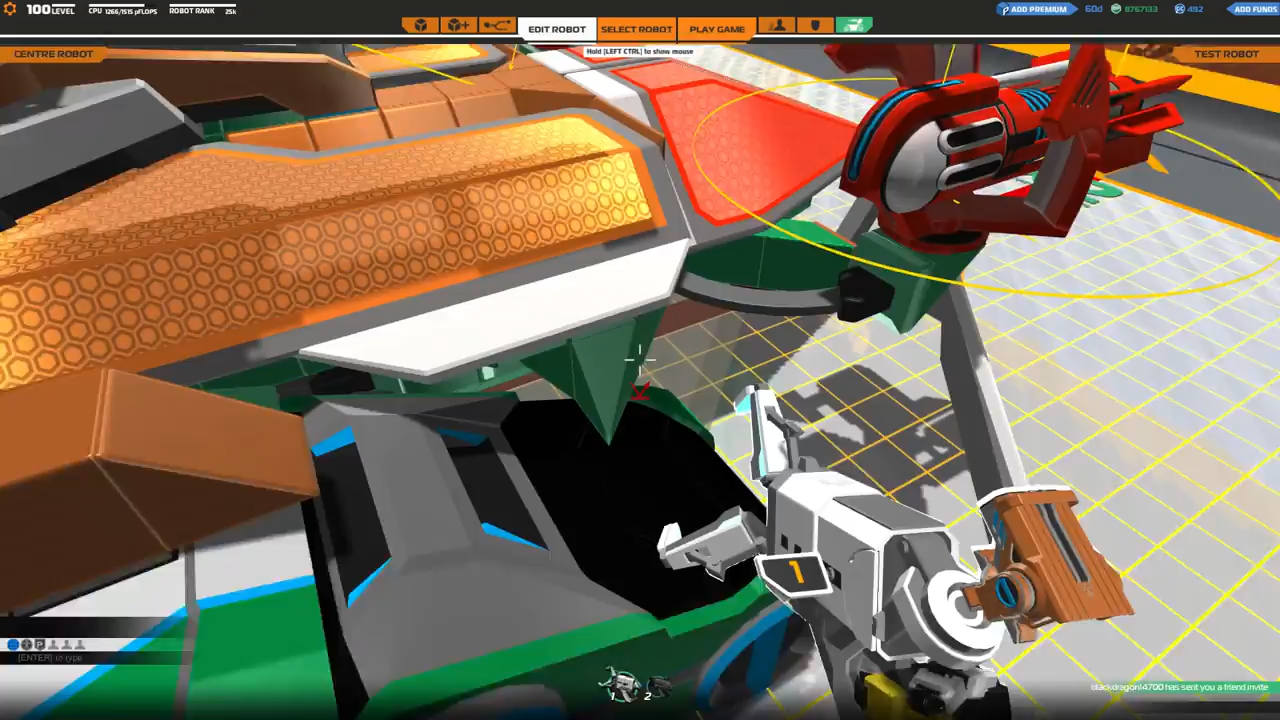 100 LEVEL
CPU 1266/1515 pFLOPS
ROBOT RANK 25k
ADD PREMIUM
60d
8767133
492
ADD FUNDS
EDIT ROBOT
SELECT ROBOT
PLAY GAME
Hold [LEFT CTRL] to show mouse
CENTRE ROBOT
TEST ROBOT
1
[ENTER] to type
1
2
blackdragon14700 has sent you a friend invite